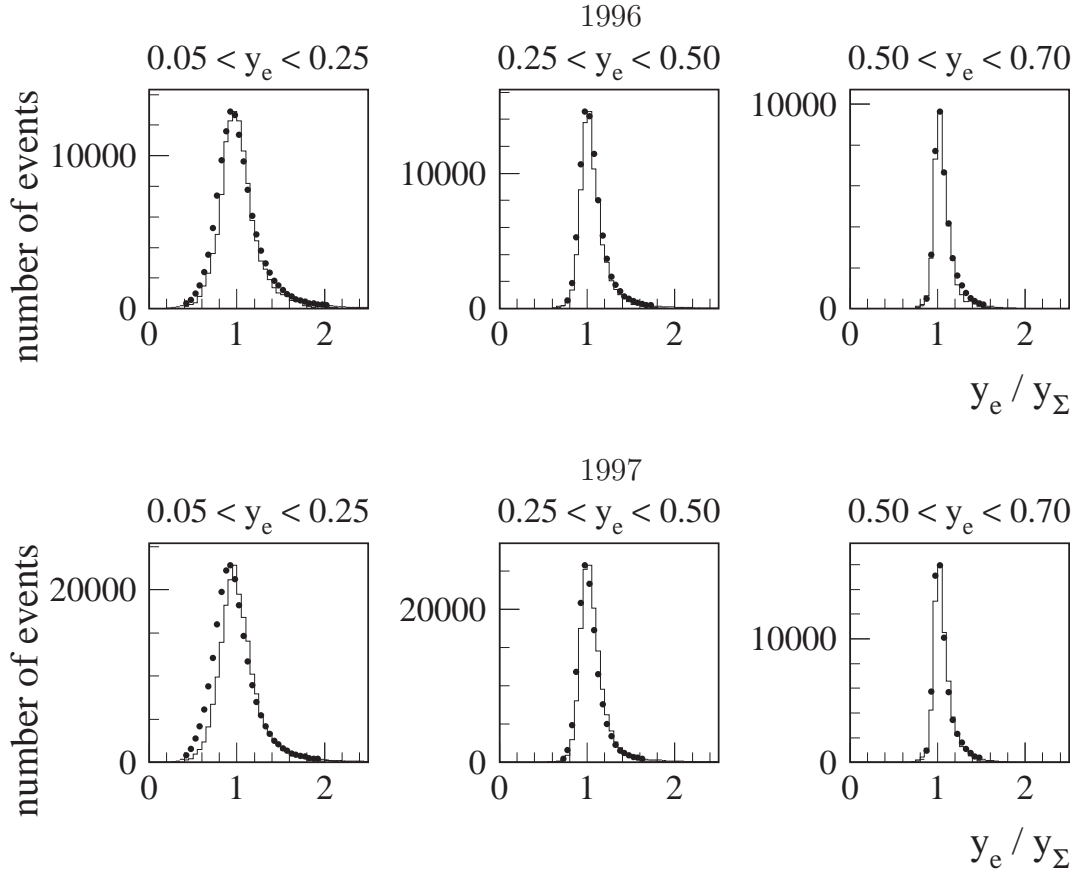 1996
0.05 < y_e < 0.25
0.25 < y_e < 0.50
0.50 < y_e < 0.70
number of events
10000
0
0 1 2
10000
0
0 1 2
10000
0
0 1 2
y_e / y_Σ
1997
0.05 < y_e < 0.25
0.25 < y_e < 0.50
0.50 < y_e < 0.70
number of events
20000
0
0 1 2
20000
0
0 1 2
10000
0
0 1 2
y_e / y_Σ